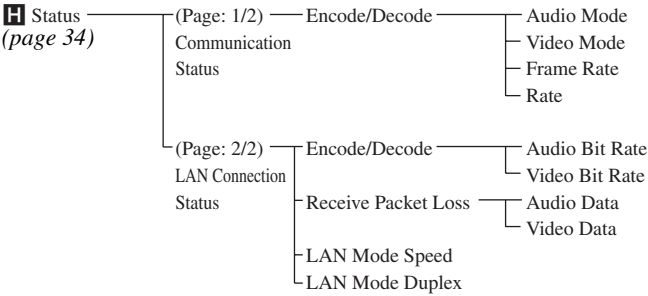 H Status (Page: 1/2) Encode/Decode Audio Mode
(page 34) Communication Video Mode
Status Frame Rate
Rate
(Page: 2/2) Encode/Decode Audio Bit Rate
LAN Connection Video Bit Rate
Status Receive Packet Loss Audio Data
Video Data
LAN Mode Speed
LAN Mode Duplex